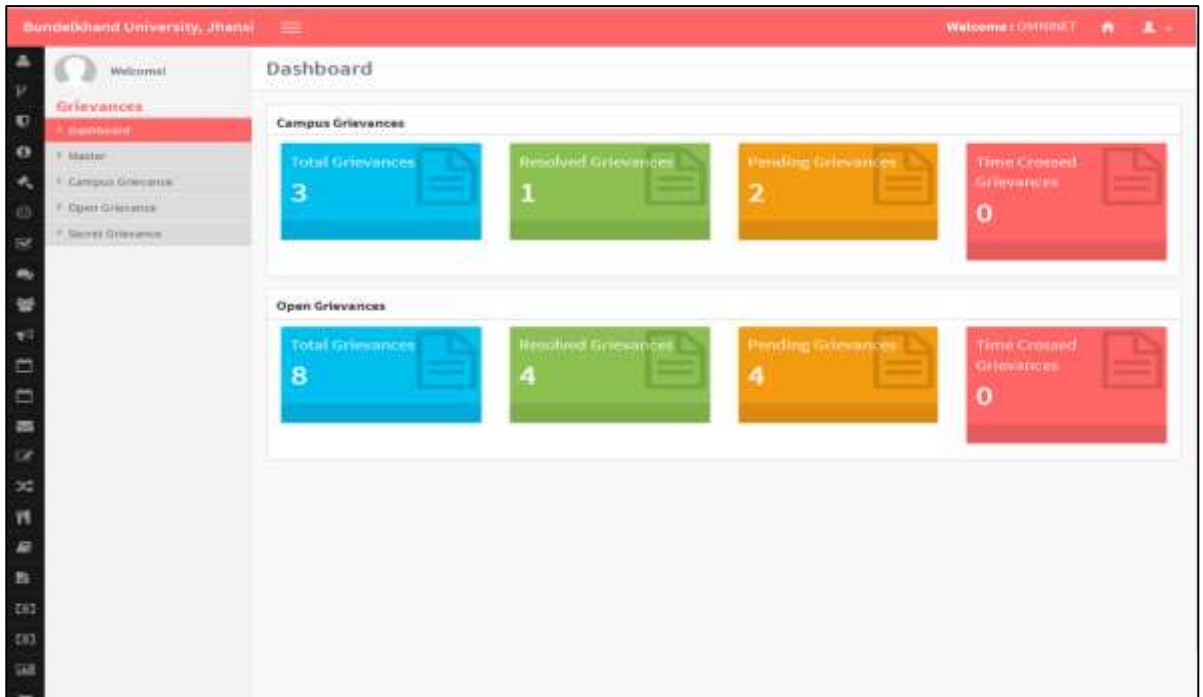 Bundelkhand University, Jhansi
Welcome : OMNINET
Welcome!
Grievances
Dashboard
Master
Campus Grievance
Open Grievance
Secret Grievance
Dashboard
Campus Grievances
Total Grievances
3
Resolved Grievances
1
Pending Grievances
2
Time Crossed
Grievances
0
Open Grievances
Total Grievances
8
Resolved Grievances
4
Pending Grievances
4
Time Crossed
Grievances
0